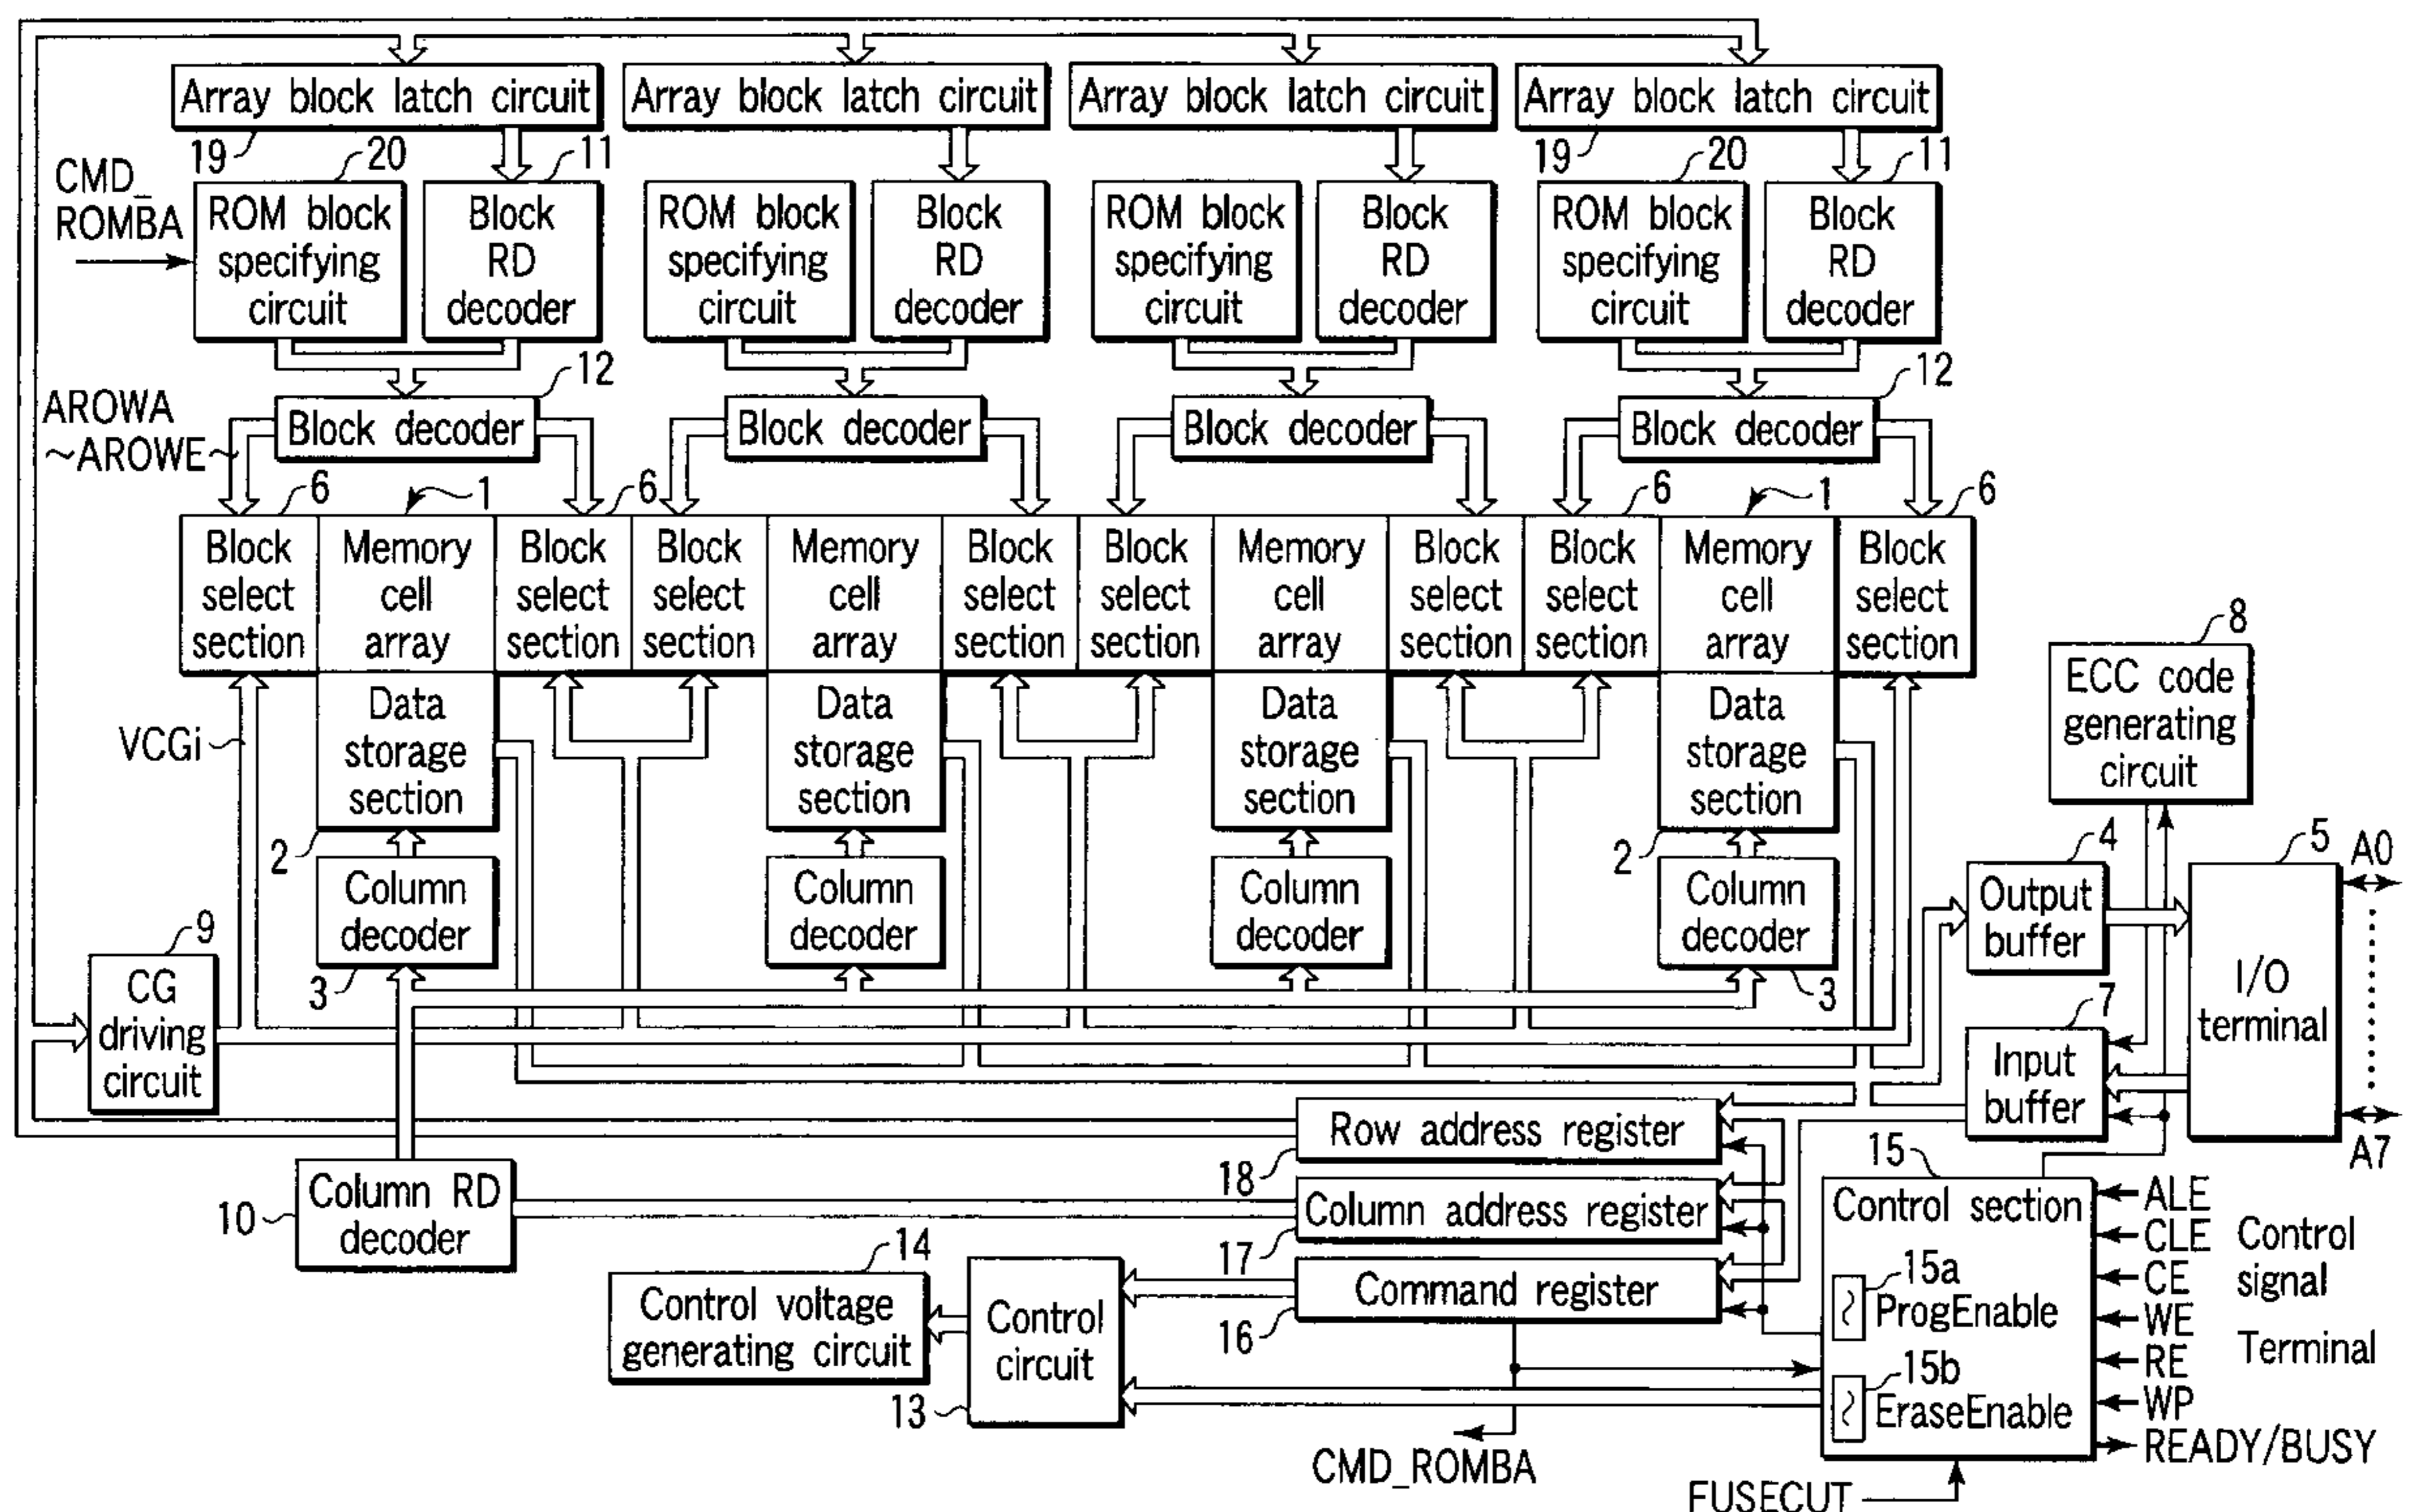 Array block latch circuit
Array block latch circuit
Array block latch circuit
Array block latch circuit
19
20
11
19
20
11
CMD_
ROMBA
ROM block
specifying
circuit
Block
RD
decoder
ROM block
specifying
circuit
Block
RD
decoder
ROM block
specifying
circuit
Block
RD
decoder
ROM block
specifying
circuit
Block
RD
decoder
12
12
AROWA
~AROWE
Block decoder
Block decoder
Block decoder
Block decoder
6
1
6
6
1
6
Block
select
section
Memory
cell
array
Block
select
section
Block
select
section
Memory
cell
array
Block
select
section
Block
select
section
Memory
cell
array
Block
select
section
Block
select
section
Memory
cell
array
Block
select
section
8
ECC code
generating
circuit
VCGi
Data
storage
section
Data
storage
section
Data
storage
section
Data
storage
section
2
2
4
5
A0
Column
decoder
Column
decoder
Column
decoder
Column
decoder
Output
buffer
9
3
3
CG
driving
circuit
I/O
terminal
7
Input
buffer
A7
Row address register
18
15
10
Column RD
decoder
Column address register
17
Control section
ALE
CLE
CE
WE
RE
WP
READY/BUSY
Control
signal
Terminal
14
Control voltage
generating circuit
Control
circuit
13
Command register
16
15a
ProgEnable
15b
EraseEnable
CMD_ROMBA
FUSECUT